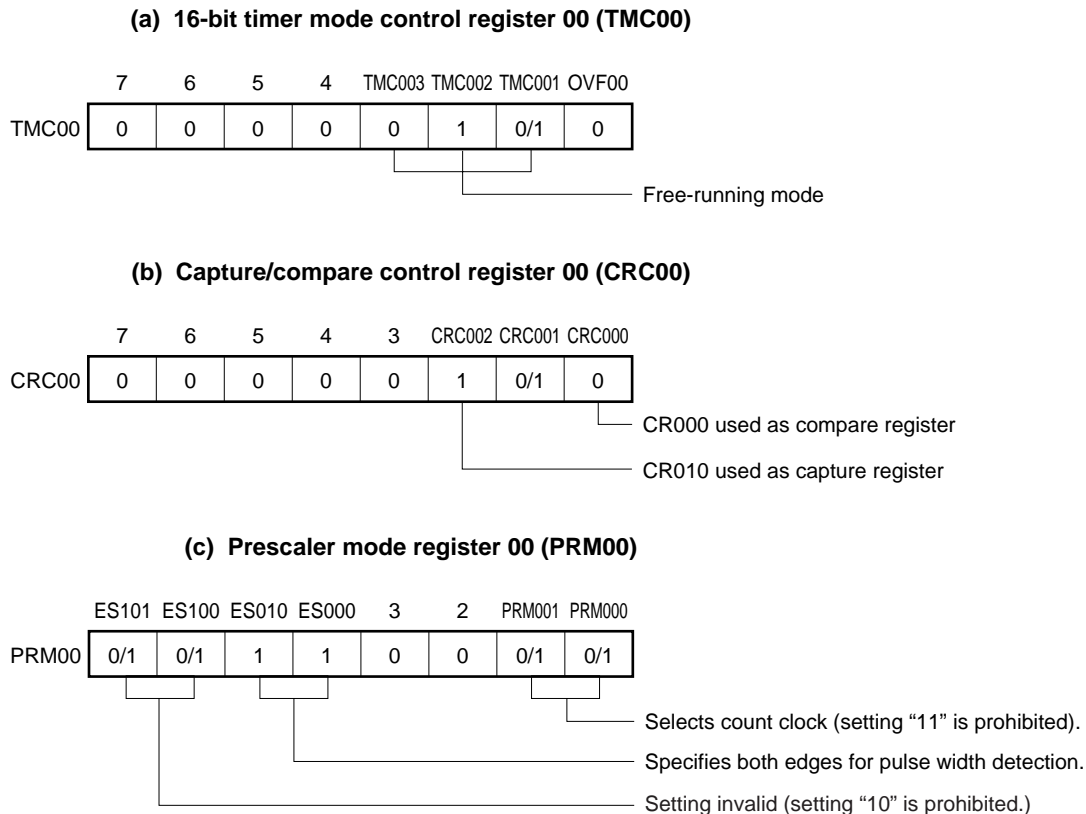 (a) 16-bit timer mode control register 00 (TMC00)
7 6 5 4 TMC003 TMC002 TMC001 OVF00
TMC00 0 0 0 0 0 1 0/1 0
Free-running mode
(b) Capture/compare control register 00 (CRC00)
7 6 5 4 3 CRC002 CRC001 CRC000
CRC00 0 0 0 0 0 1 0/1 0
CR000 used as compare register
CR010 used as capture register
(c) Prescaler mode register 00 (PRM00)
ES101 ES100 ES010 ES000 3 2 PRM001 PRM000
PRM00 0/1 0/1 1 1 0 0 0/1 0/1
Selects count clock (setting “11” is prohibited).
Specifies both edges for pulse width detection.
Setting invalid (setting “10” is prohibited.)